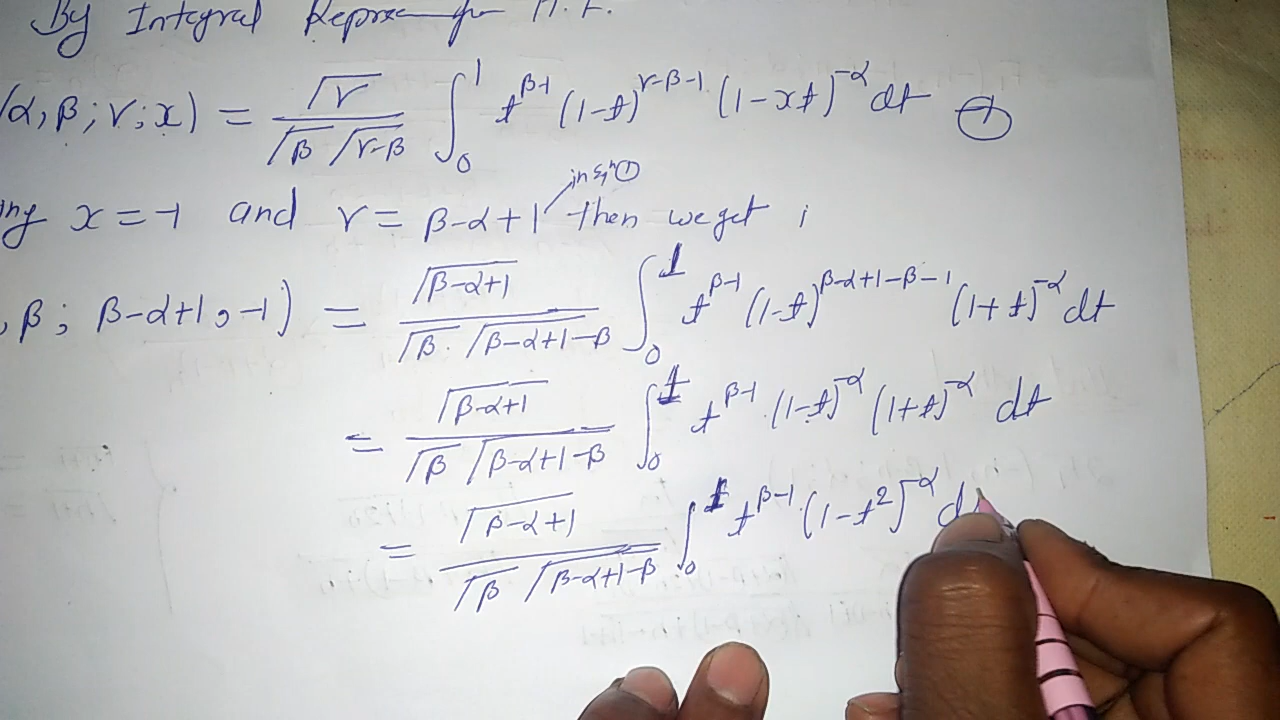 By Integral for H.F.
(α, β; γ; x) = Γγ / Γβ Γγ-β ∫₀¹ t^β-1 (1-t)^γ-β-1 (1-xt)^-α dt ①
ing x = -1 and γ = β-α+1 in Eqⁿ ① then we get ;
, β; β-α+1, -1) = Γβ-α+1 / Γβ · Γβ-α+1-β ∫₀¹ t^β-1 (1-t)^β-α+1-β-1 (1+t)^-α dt
= Γβ-α+1 / Γβ Γβ-α+1-β ∫₀¹ t^β-1 · (1-t)^-α (1+t)^-α dt
= Γβ-α+1 / Γβ Γβ-α+1-β ∫₀¹ t^β-1 · (1-t²)^-α d